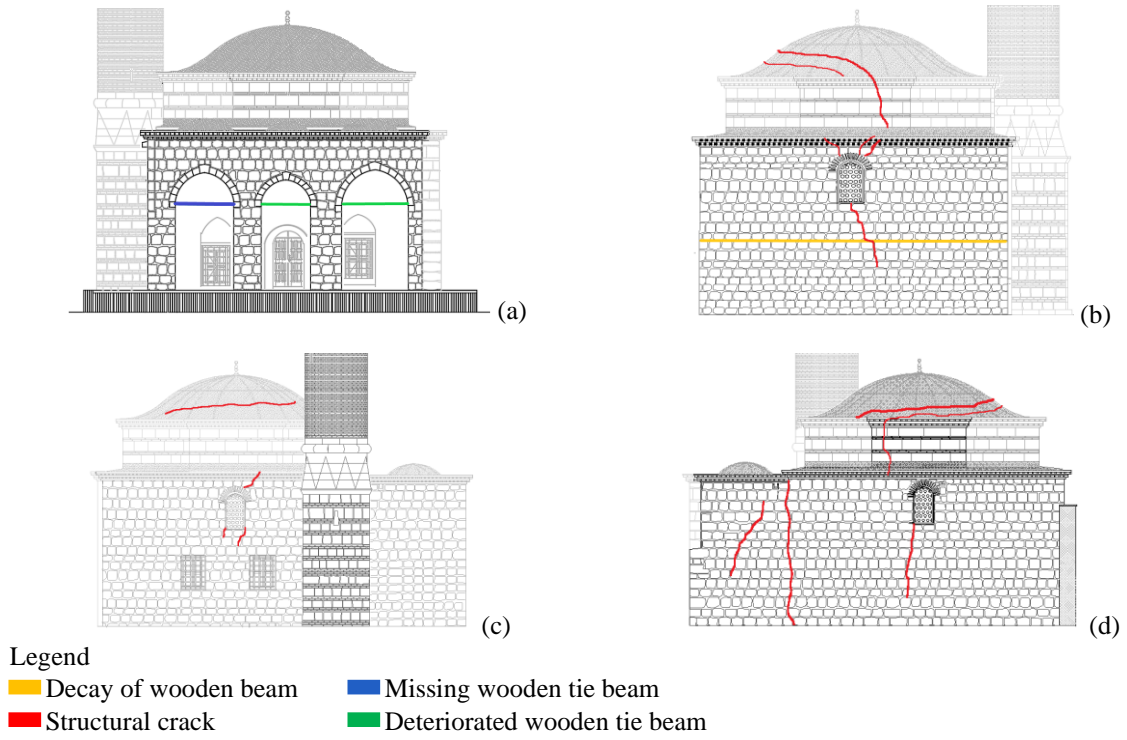 (a)
(b)
(c)
(d)
Legend
Decay of wooden beam
Missing wooden tie beam
Structural crack
Deteriorated wooden tie beam